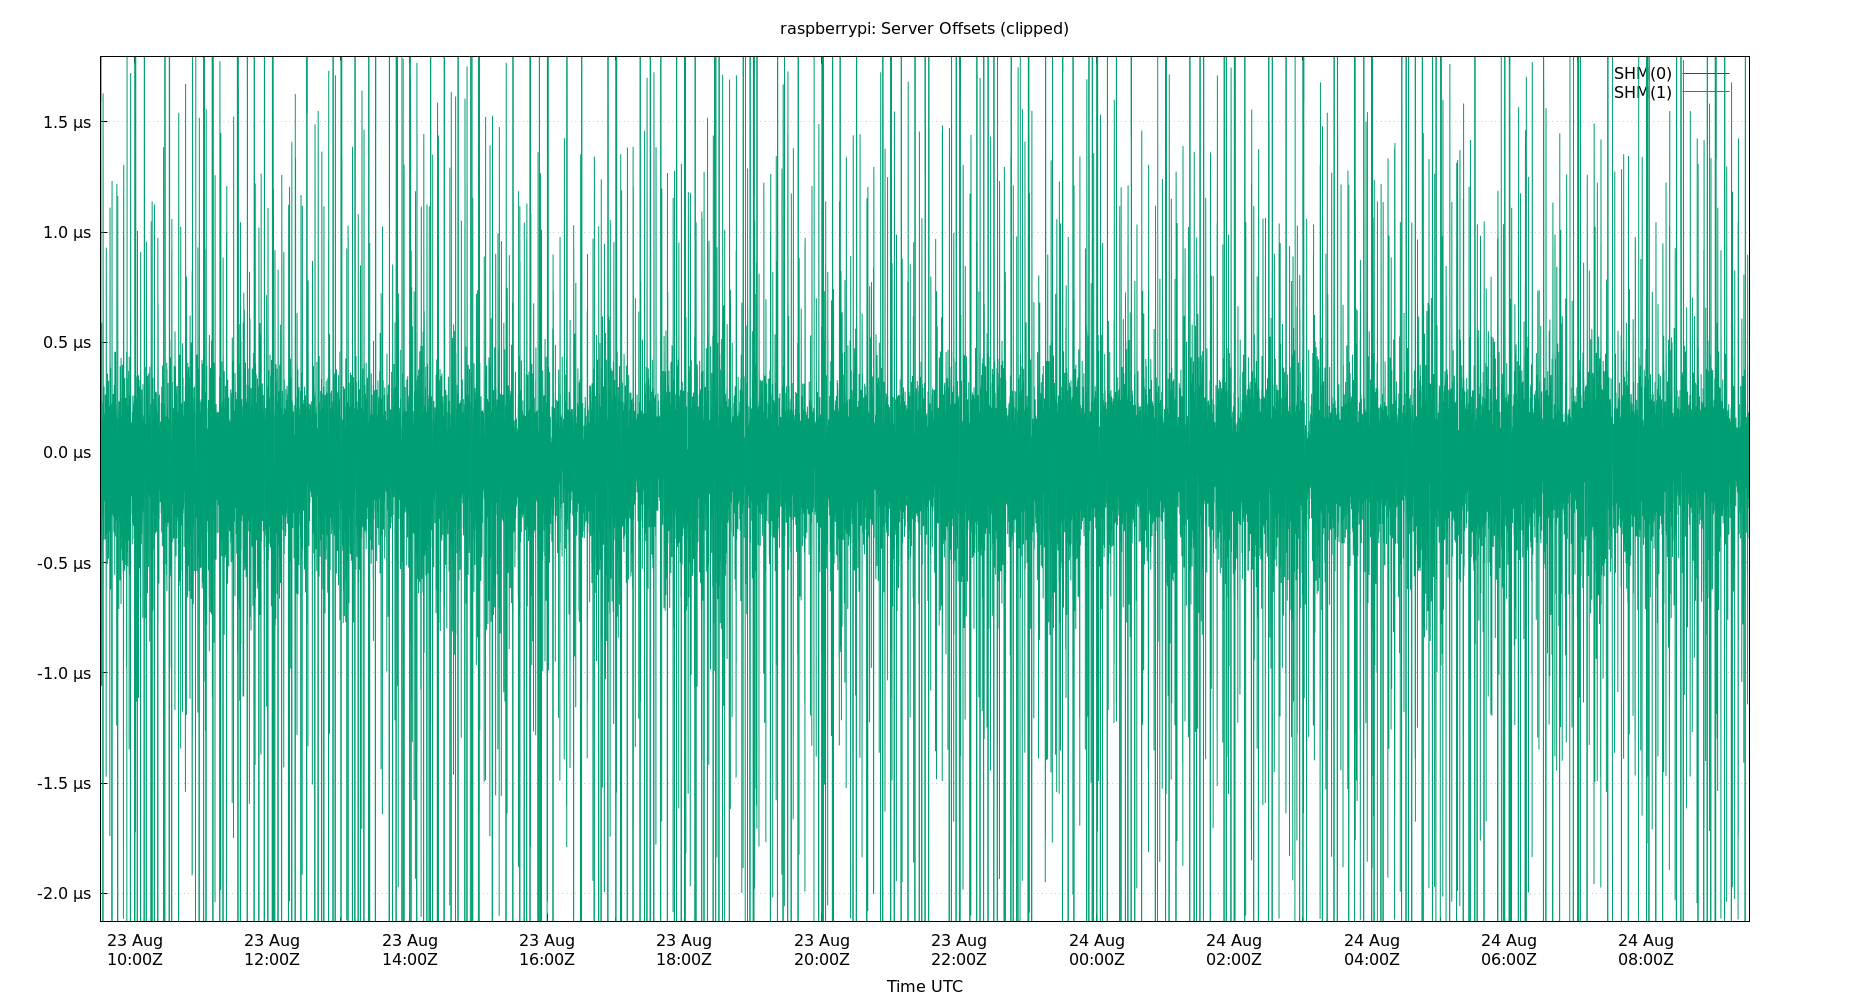 raspberrypi: Server Offsets (clipped)
SHM(0)
SHM(1)
1.5 µs
1.0 µs
0.5 µs
0.0 µs
-0.5 µs
-1.0 µs
-1.5 µs
-2.0 µs
23 Aug 23 Aug 23 Aug 23 Aug 23 Aug 23 Aug 23 Aug 24 Aug 24 Aug 24 Aug 24 Aug 24 Aug
10:00Z 12:00Z 14:00Z 16:00Z 18:00Z 20:00Z 22:00Z 00:00Z 02:00Z 04:00Z 06:00Z 08:00Z
Time UTC